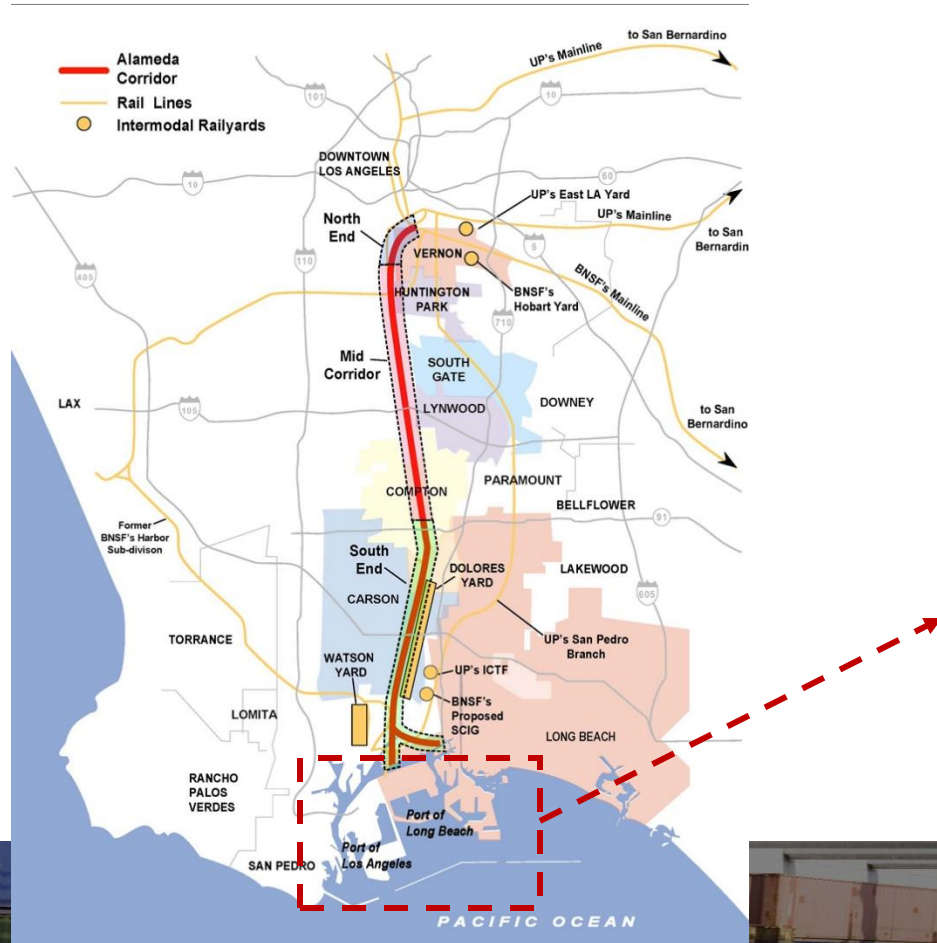 Alameda
Corridor
Rail Lines
Intermodal Railyards
to San Bernardino
UP's Mainline
101
10
DOWNTOWN
LOS ANGELES
10
60
UP's East LA Yard
UP's Mainline
North
End
to San
Bernardin
5
VERNON
110
405
BNSF's
Hobart Yard
BNSF's Mainline
HUNTINGTON
PARK
710
Mid
Corridor
SOUTH
GATE
LAX
105
LYNWOOD
DOWNEY
to San
Bernardino
COMPTON
PARAMOUNT
BELLFLOWER
91
Former
BNSF's Harbor
Sub-divison
South
End
DOLORES
YARD
LAKEWOOD
CARSON
605
TORRANCE
UP's San Pedro
Branch
WATSON
YARD
UP's ICTF
BNSF's
Proposed
SCIG
LOMITA
LONG BEACH
RANCHO
PALOS
VERDES
Port of
Long Beach
Port of
Los Angeles
SAN PEDRO
PACIFIC OCEAN